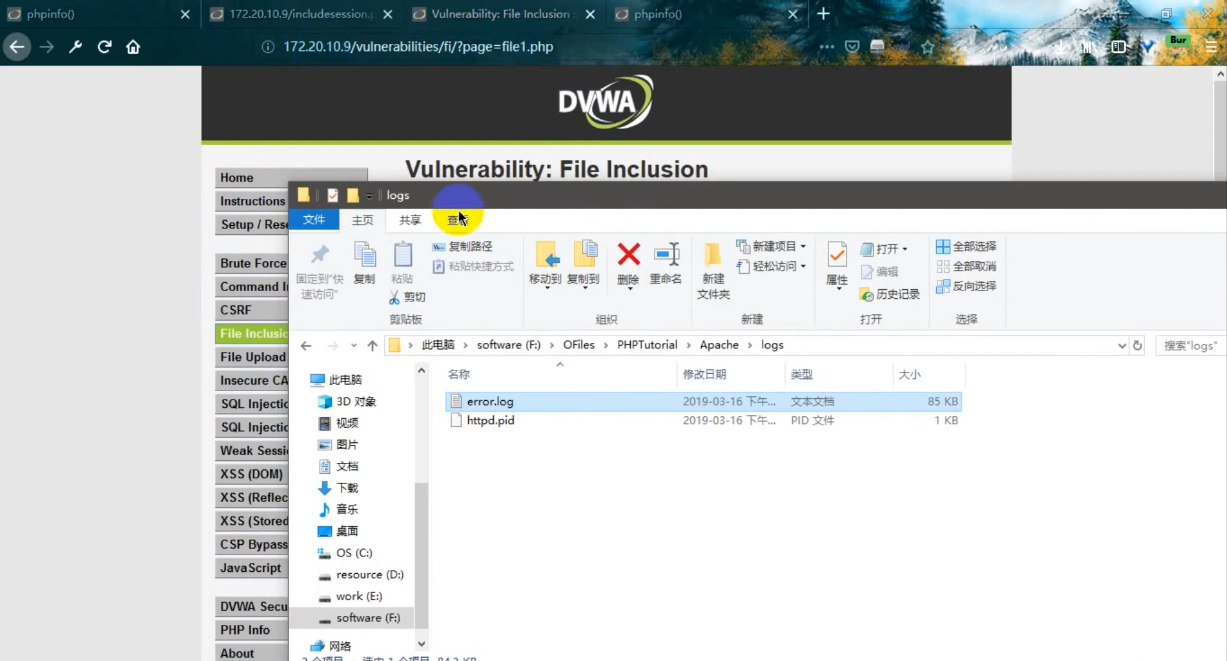 phpinfo()
172.20.10.9/includesession.p
Vulnerability: File Inclusion
phpinfo()
172.20.10.9/vulnerabilities/fi/?page=file1.php
Bur
DVWA
Vulnerability: File Inclusion
Home
Instructions
Setup / Rese
Brute Force
Command I
CSRF
File Inclusio
File Upload
Insecure CA
SQL Injectio
SQL Injectio
Weak Sessi
XSS (DOM)
XSS (Reflec
XSS (Stored
CSP Bypass
JavaScript
DVWA Secu
PHP Info
About
logs
文件
主页
共享
查看
固定到"快速访问"
复制
粘贴
复制路径
粘贴快捷方式
剪切
剪贴板
移动到
复制到
删除
重命名
组织
新建
文件夹
新建项目
轻松访问
新建
属性
打开
编辑
历史记录
打开
全部选择
全部取消
反向选择
选择
此电脑 › software (F:) › OFiles › PHPTutorial › Apache › logs
搜索"logs"
名称 修改日期 类型 大小
error.log 2019-03-16 下午... 文本文档 85 KB
httpd.pid 2019-03-16 下午... PID 文件 1 KB
此电脑
3D 对象
视频
图片
文档
下载
音乐
桌面
OS (C:)
resource (D:)
work (E:)
software (F:)
网络